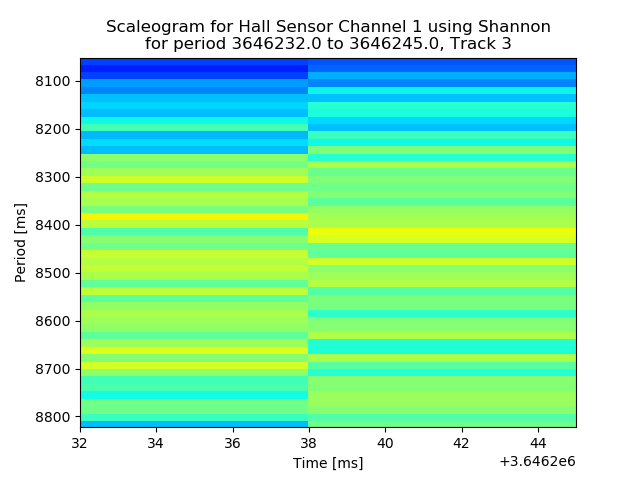 Scaleogram for Hall Sensor Channel 1 using Shannon
for period 3646232.0 to 3646245.0, Track 3
8100
8200
8300
8400
8500
8600
8700
8800
Period [ms]
32 34 36 38 40 42 44
Time [ms]
+3.6462e6